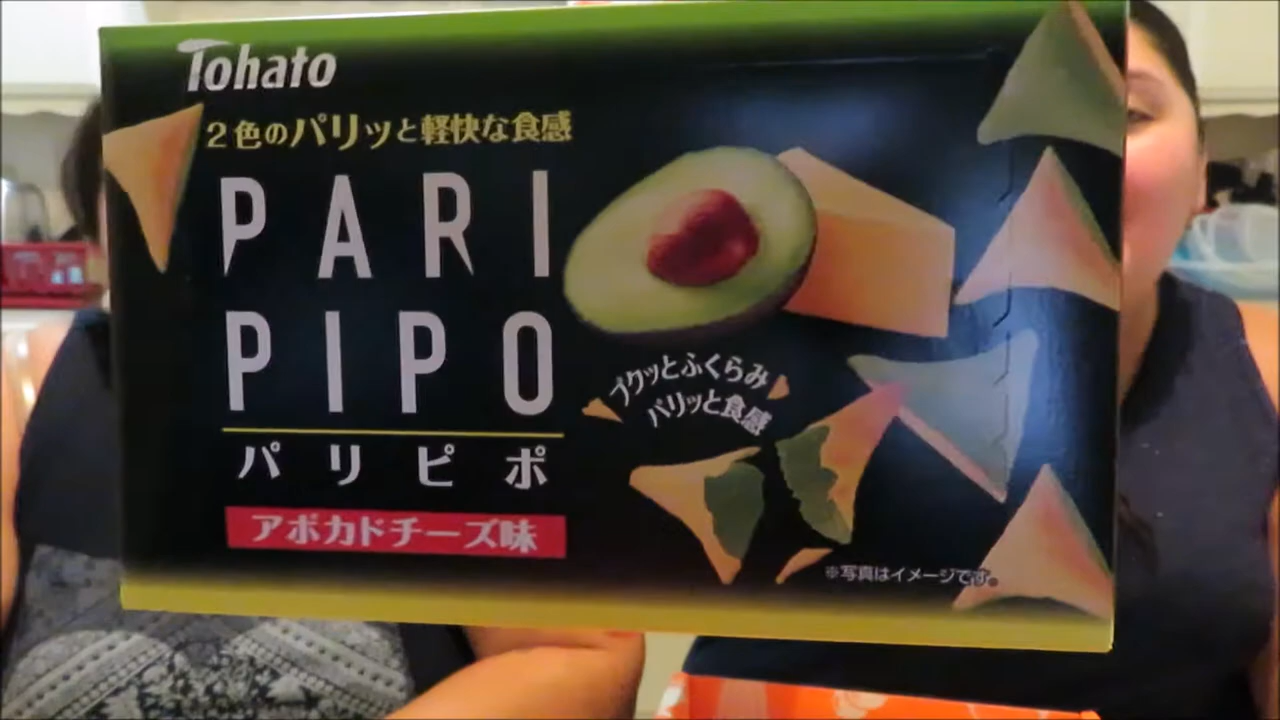 Tohato
2色のパリッと軽快な食感
PARI
PIPO
パリピポ
アボカドチーズ味
プクッとふくらみ
パリッと食感
※写真はイメージです。